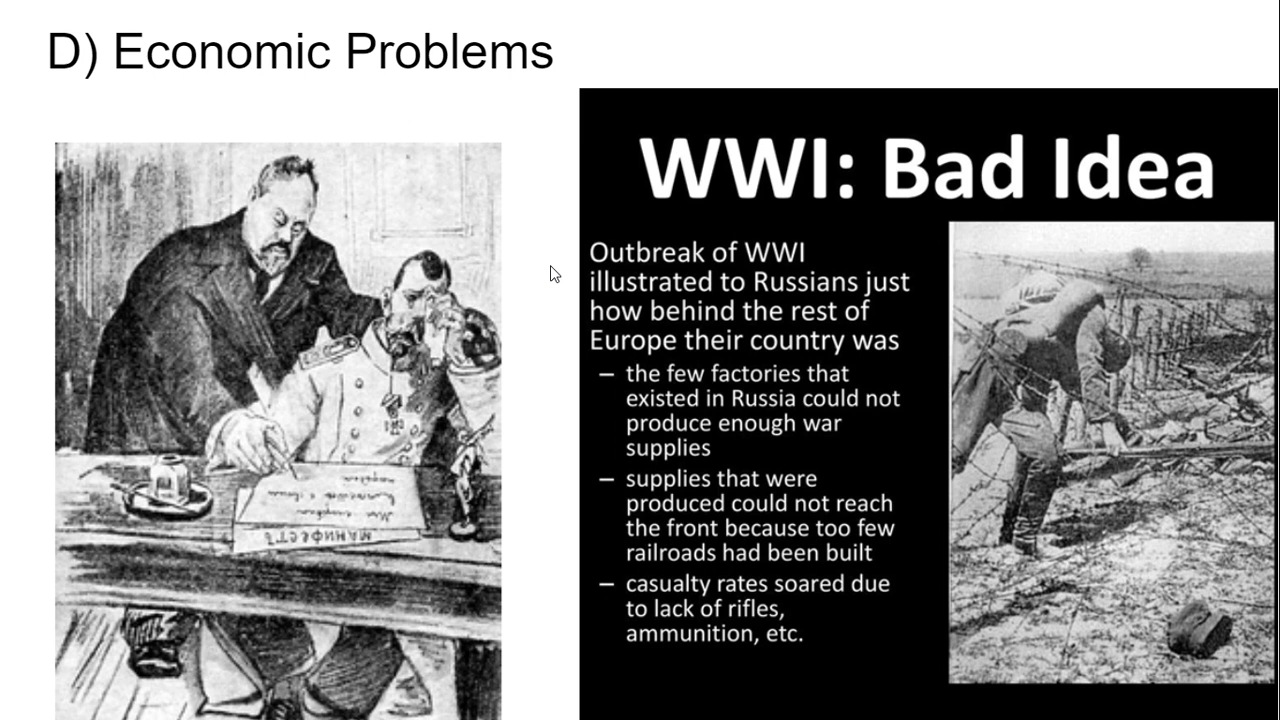 D) Economic Problems
МАНИФЕСТЪ
WWI: Bad Idea
Outbreak of WWI
illustrated to Russians just
how behind the rest of
Europe their country was
– the few factories that
existed in Russia could not
produce enough war
supplies
– supplies that were
produced could not reach
the front because too few
railroads had been built
– casualty rates soared due
to lack of rifles,
ammunition, etc.